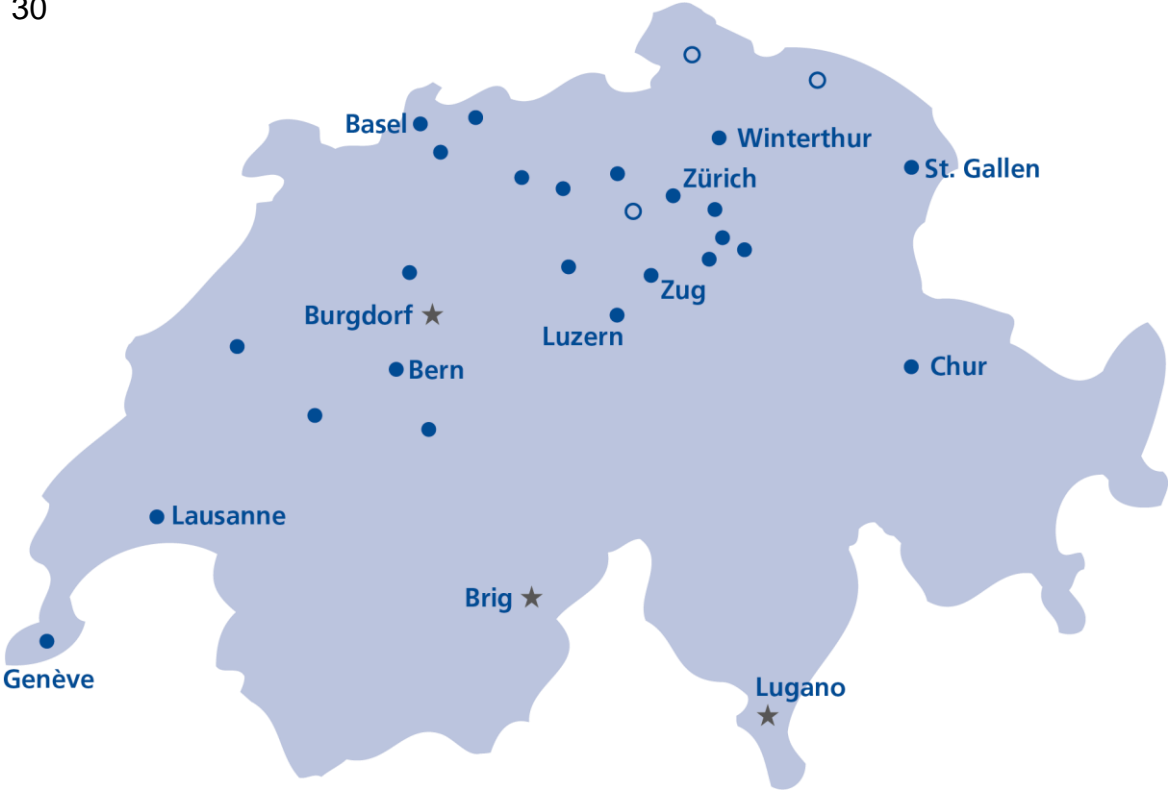 30
Basel
Winterthur
St. Gallen
Zürich
Zug
Burgdorf
Luzern
Bern
Chur
Lausanne
Brig
Genève
Lugano